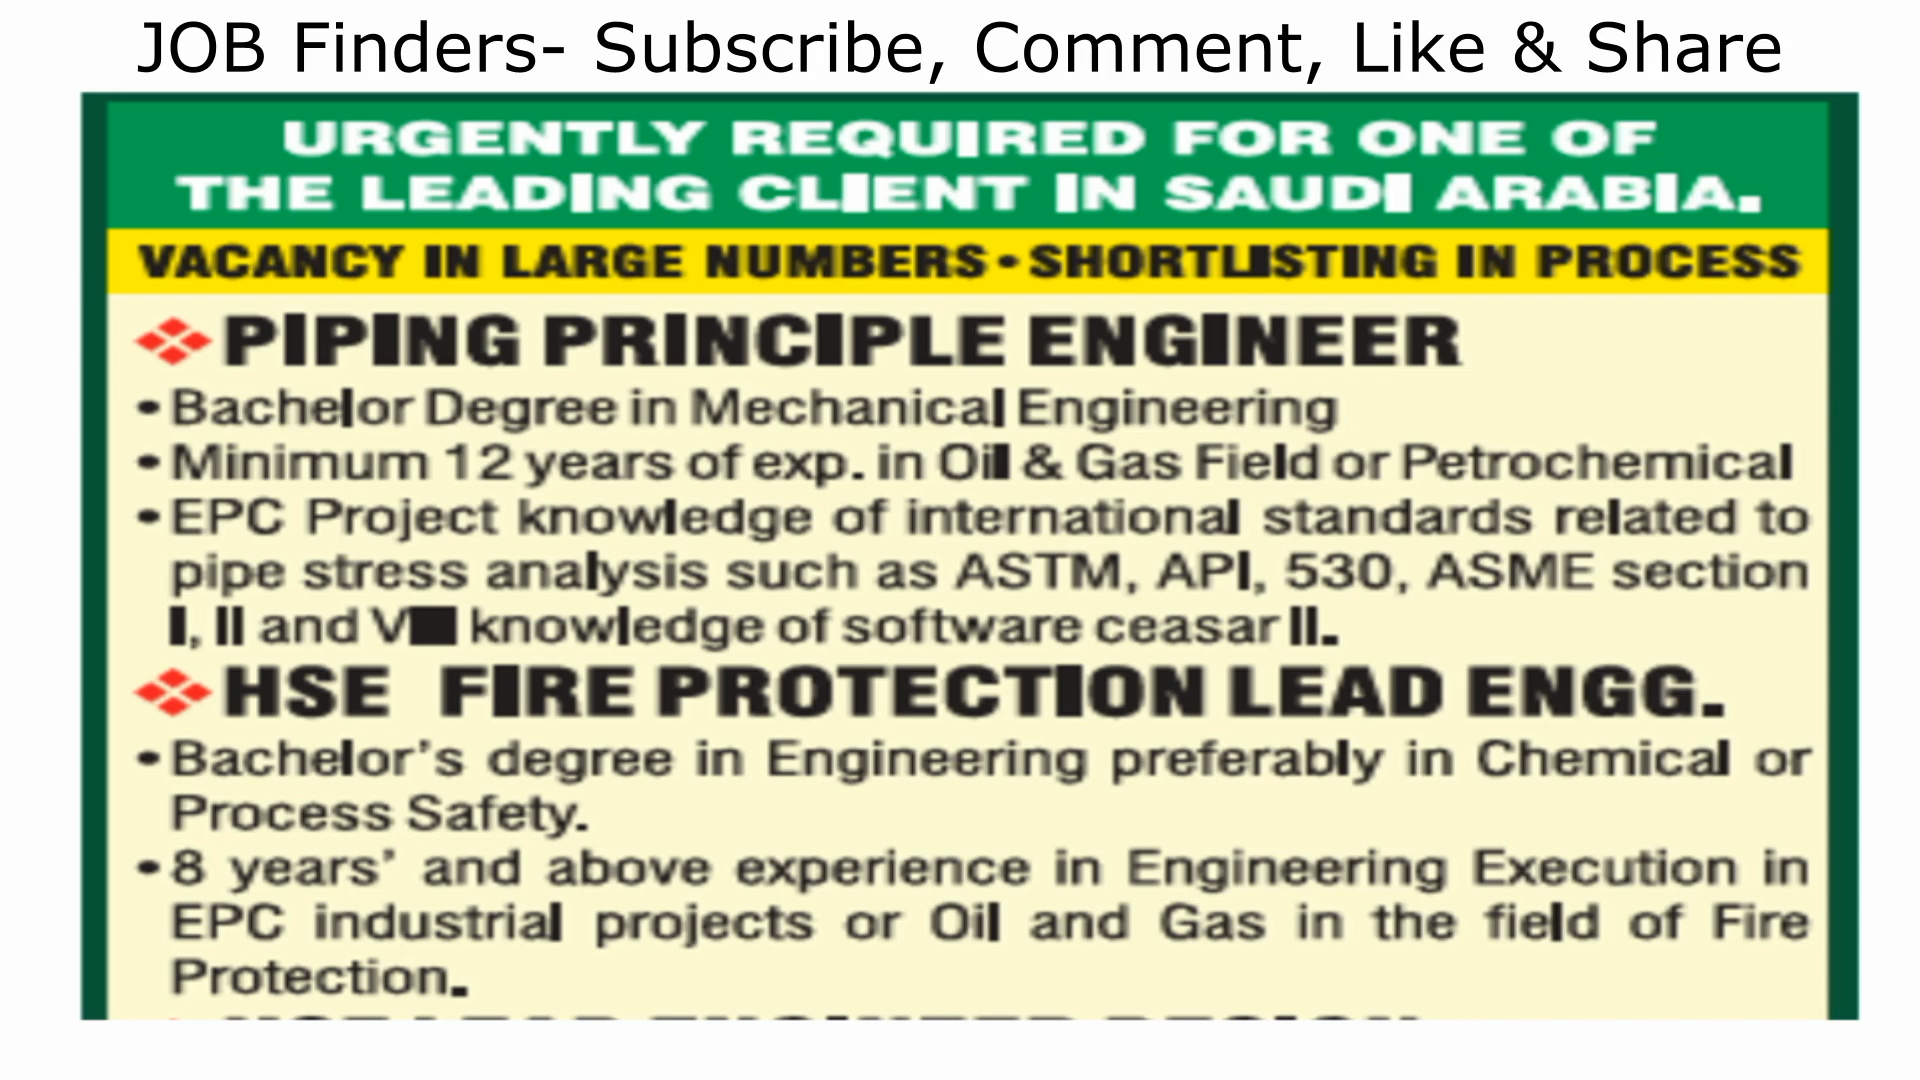 JOB Finders- Subscribe, Comment, Like & Share
URGENTLY REQUIRED FOR ONE OF
THE LEADING CLIENT IN SAUDI ARABIA.
VACANCY IN LARGE NUMBERS • SHORTLISTING IN PROCESS
PIPING PRINCIPLE ENGINEER
• Bachelor Degree in Mechanical Engineering
• Minimum 12 years of exp. in Oil & Gas Field or Petrochemical
• EPC Project knowledge of international standards related to
pipe stress analysis such as ASTM, API, 530, ASME section
I, II and knowledge of software ceasar II.
HSE FIRE PROTECTION LEAD ENGG.
• Bachelor's degree in Engineering preferably in Chemical or
Process Safety.
• 8 years' and above experience in Engineering Execution in
EPC industrial projects or Oil and Gas in the field of Fire
Protection.